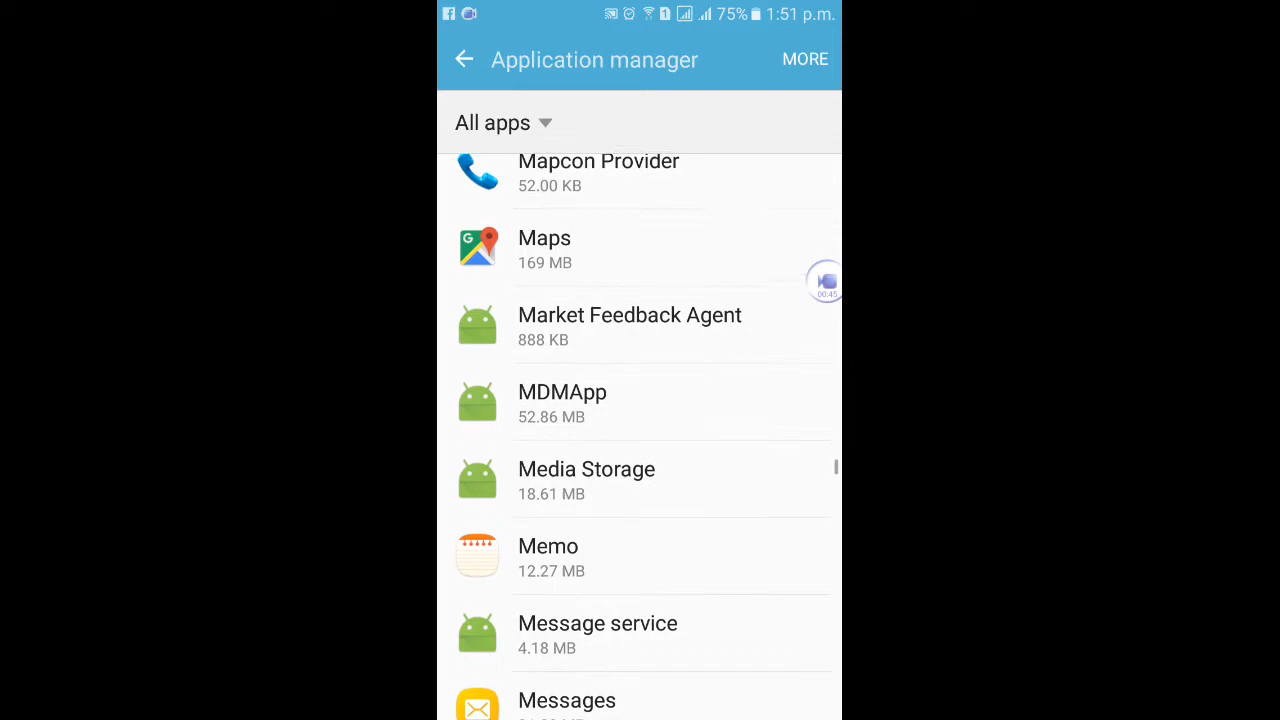 75% 1:51 p.m.
Application manager MORE
All apps
Mapcon Provider
52.00 KB
Maps
169 MB
00:45
Market Feedback Agent
888 KB
MDMApp
52.86 MB
Media Storage
18.61 MB
Memo
12.27 MB
Message service
4.18 MB
Messages